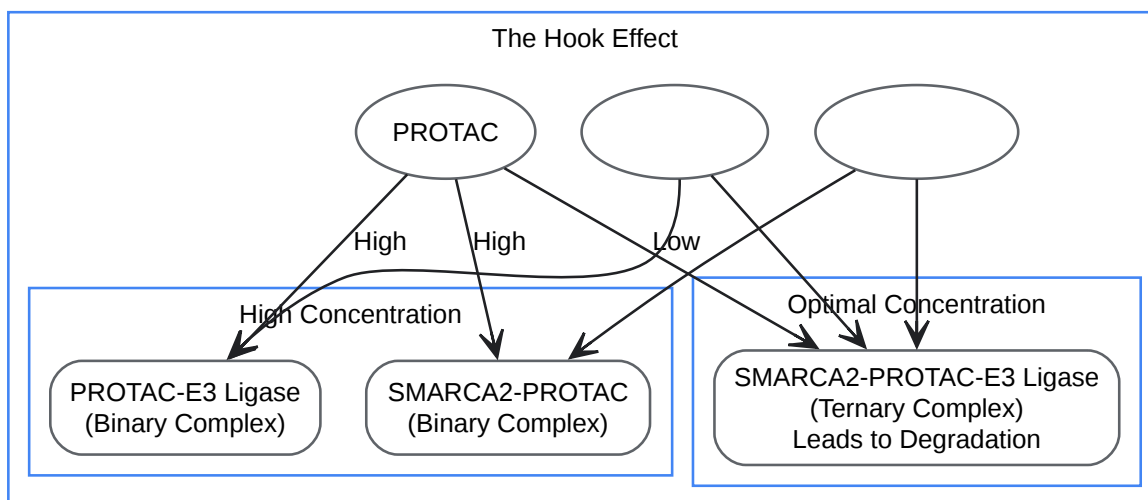 The Hook Effect
PROTAC
High
High
Low
High Concentration
Optimal Concentration
PROTAC-E3 Ligase
(Binary Complex)
SMARCA2-PROTAC
(Binary Complex)
SMARCA2-PROTAC-E3 Ligase
(Ternary Complex)
Leads to Degradation